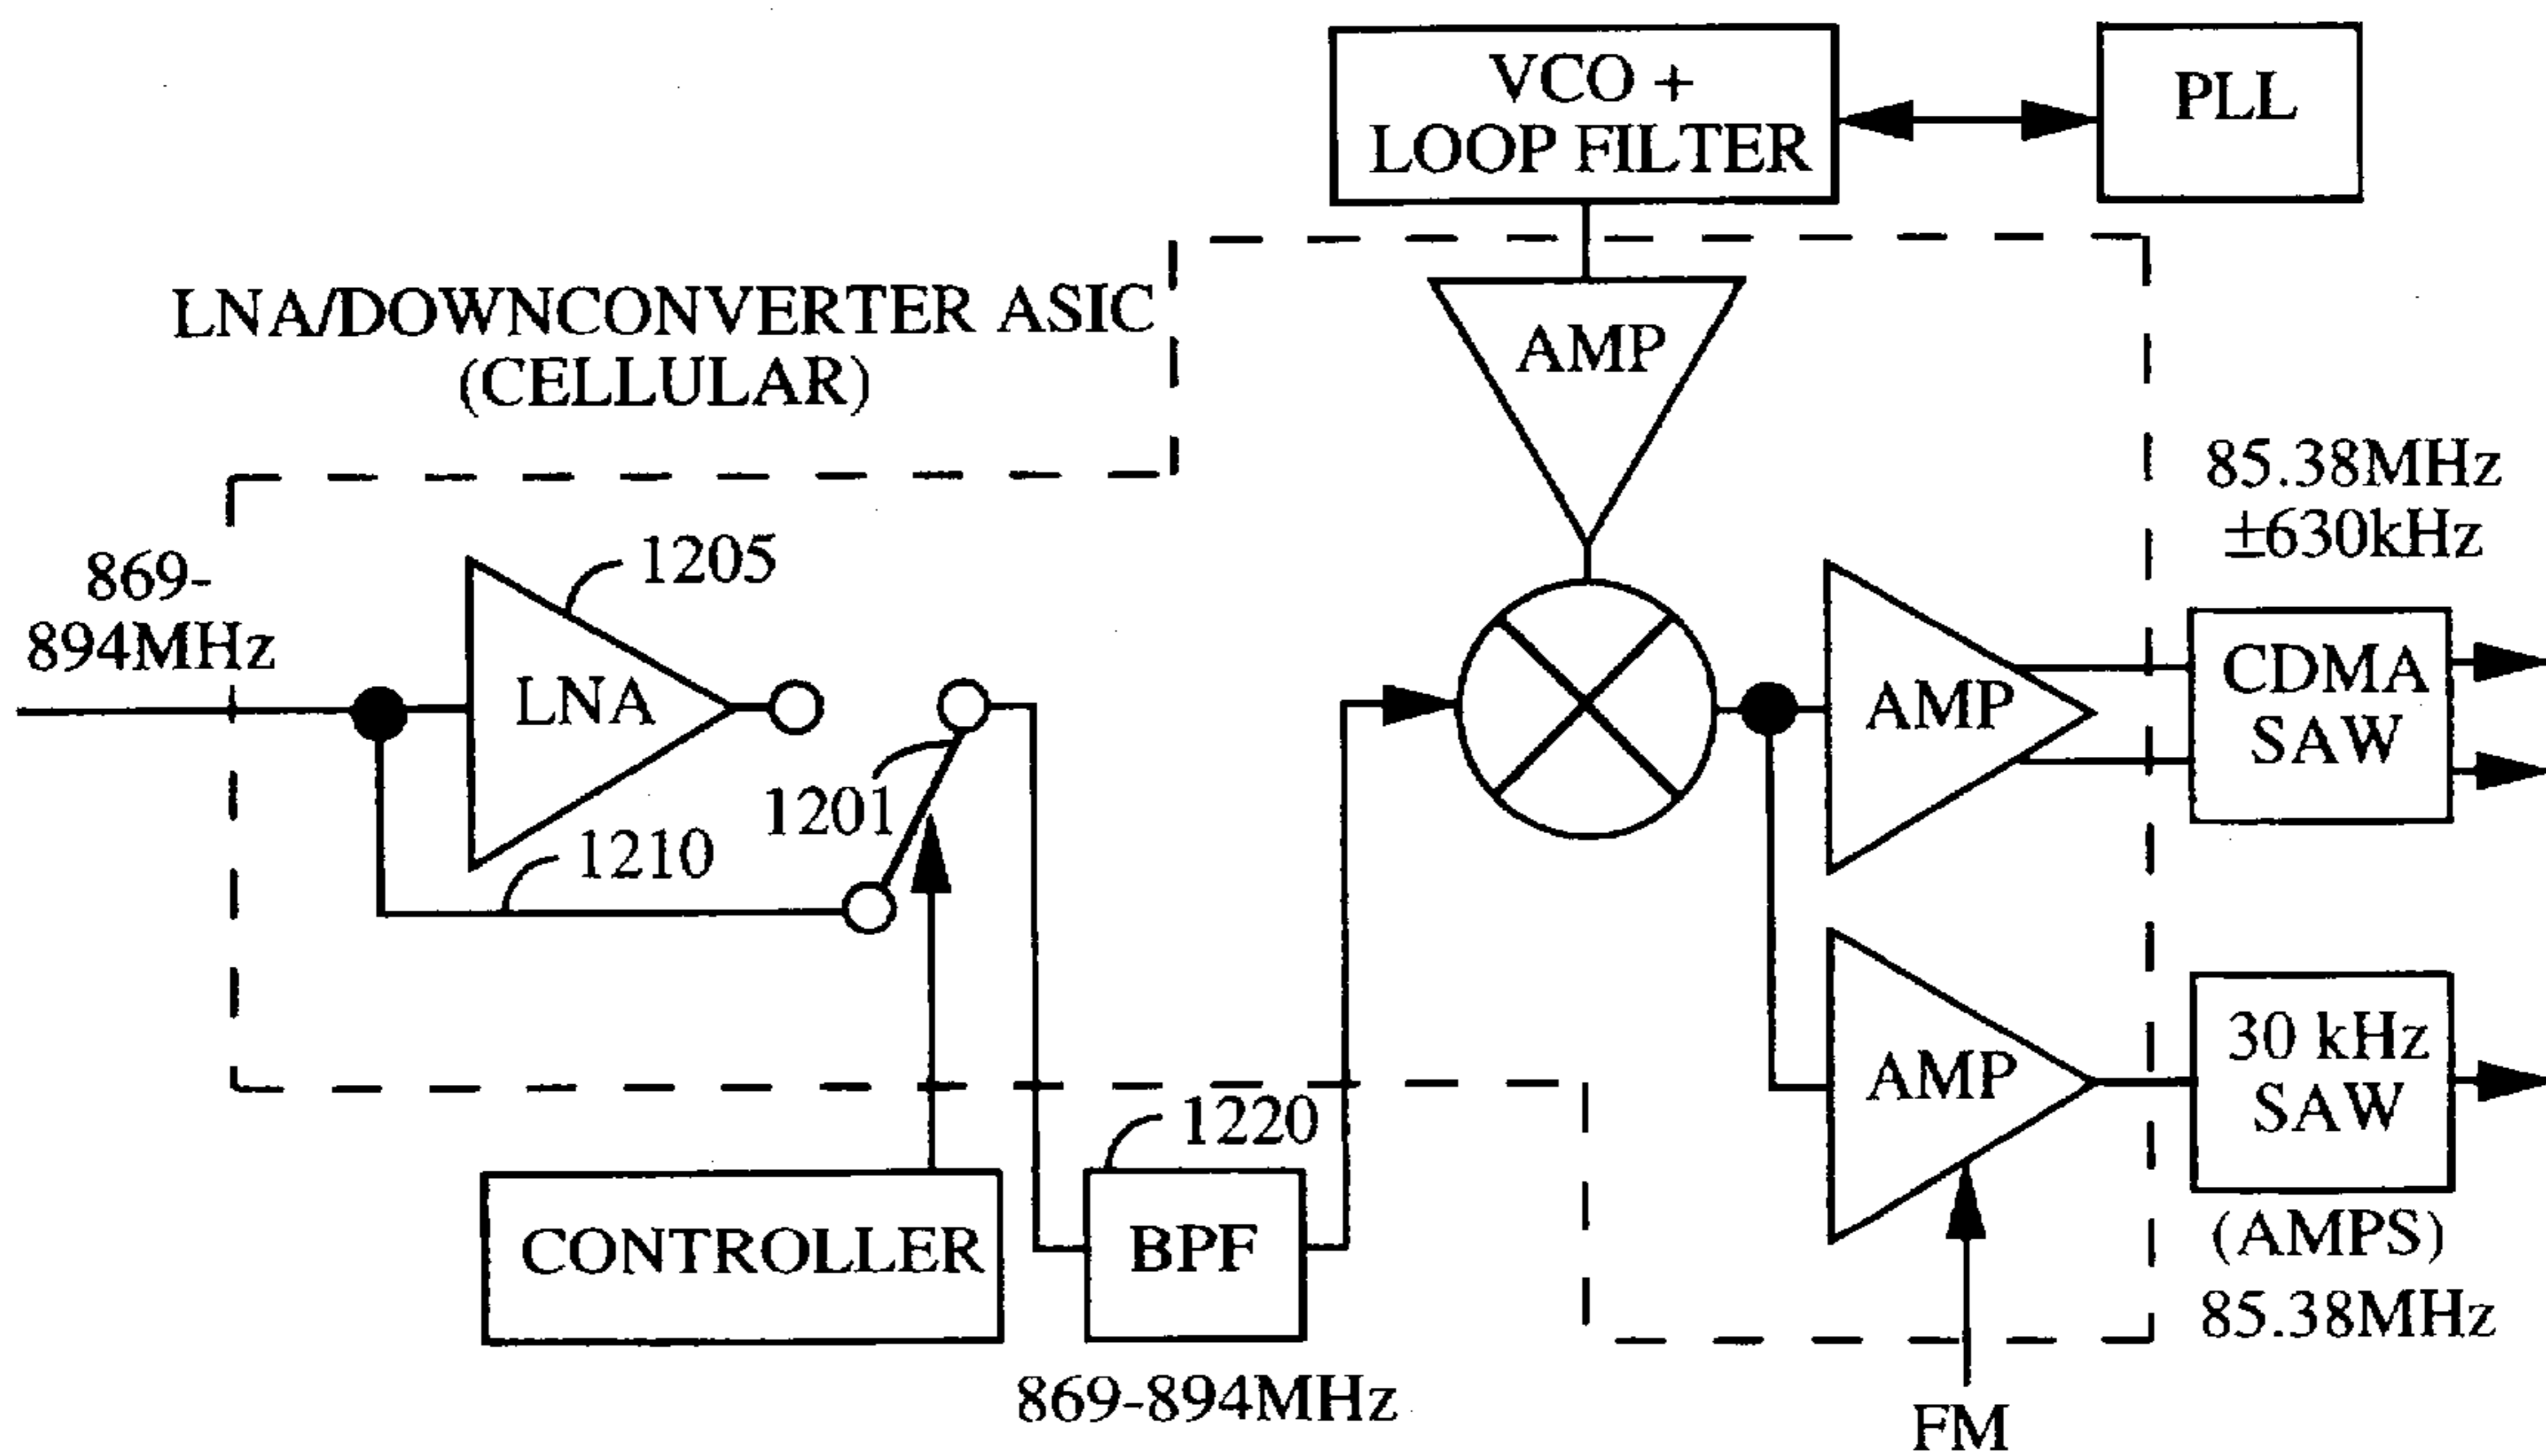 VCO +
LOOP FILTER
PLL
LNA/DOWNCONVERTER ASIC
(CELLULAR)
AMP
85.38MHz
±630kHz
869-
894MHz
1205
LNA
1201
1210
AMP
CDMA
SAW
AMP
30 kHz
SAW
(AMPS)
85.38MHz
1220
CONTROLLER
BPF
869-894MHz
FM